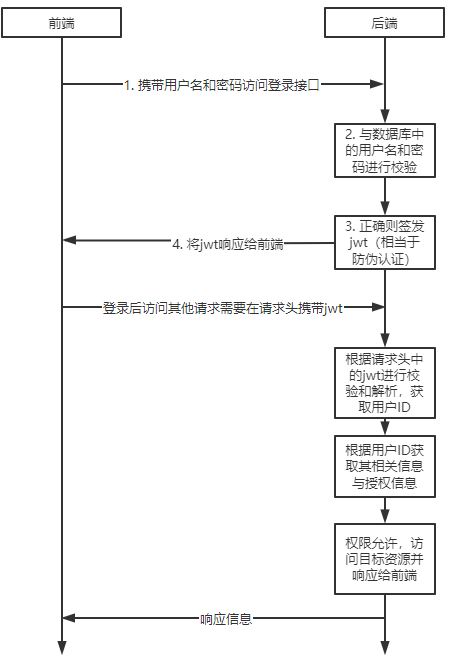 前端
后端
1. 携带用户名和密码访问登录接口
2. 与数据库中
的用户名和密
码进行校验
3. 正确则签发
jwt（相当于
防伪认证）
4. 将jwt响应给前端
登录后访问其他请求需要在请求头携带jwt
根据请求头中
的jwt进行校
验和解析，获
取用户ID
根据用户ID获
取其相关信息
与授权信息
权限允许，访
问目标资源并
响应给前端
响应信息